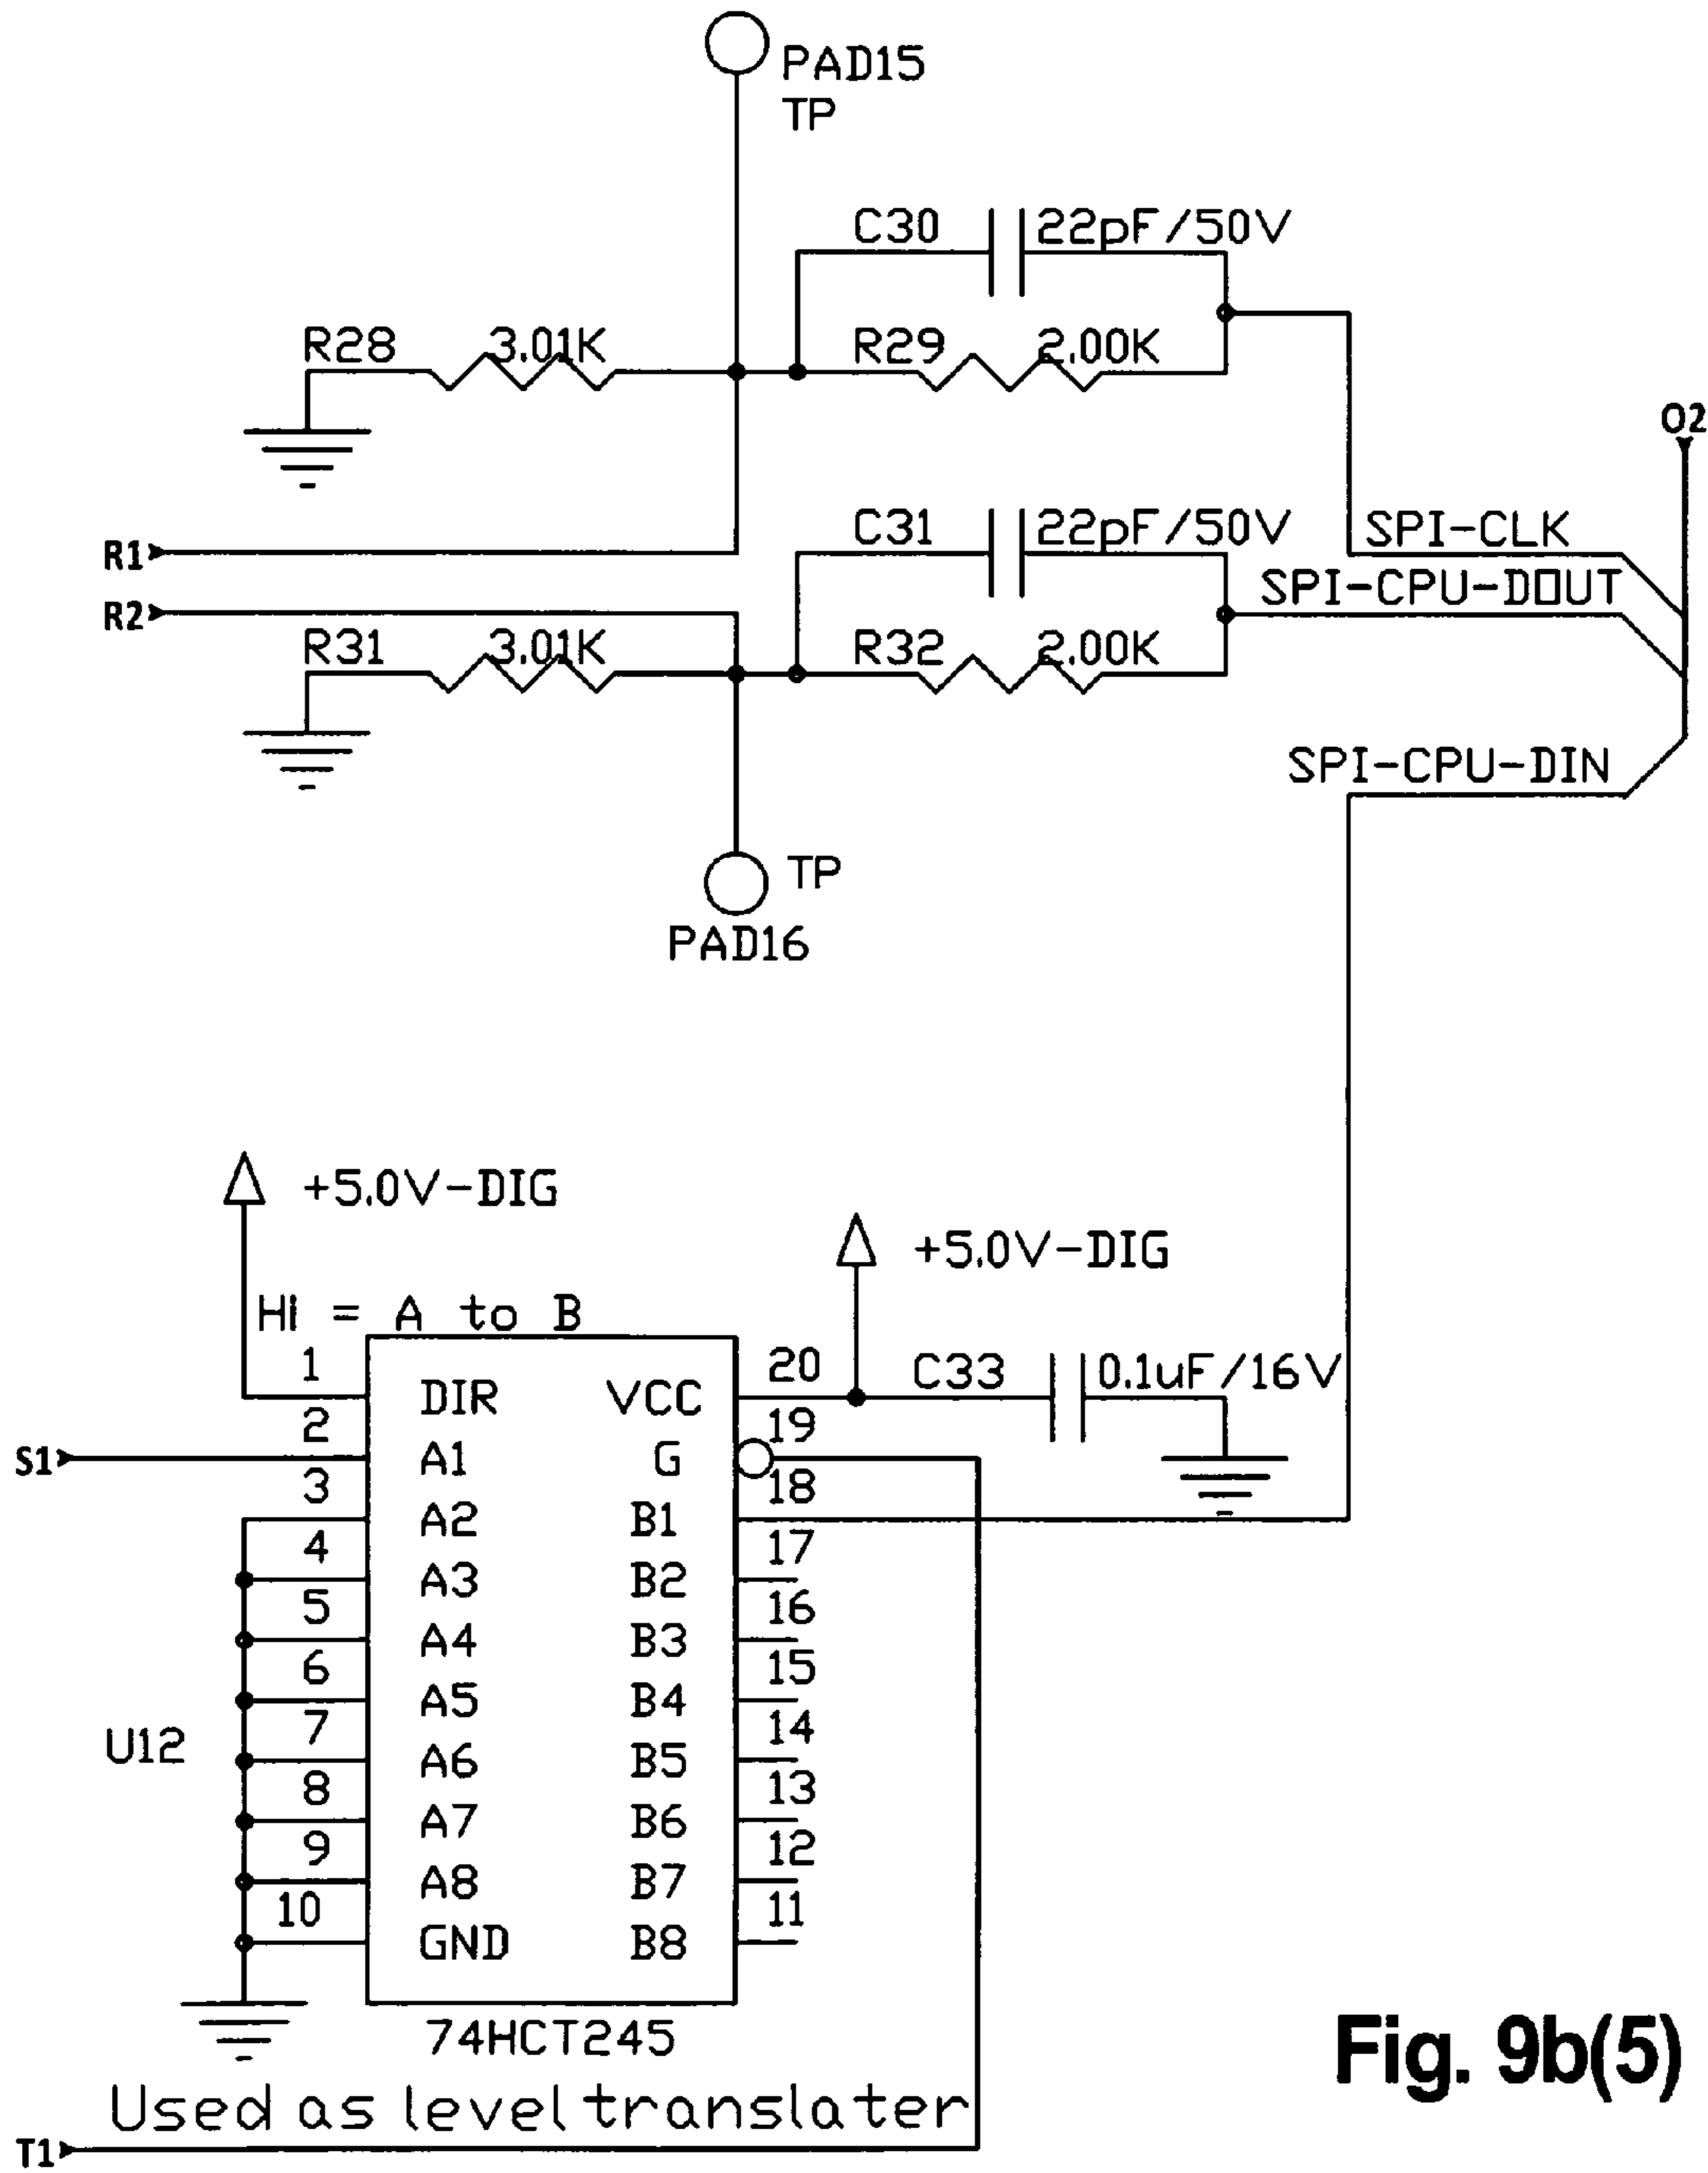 PAD15
TP
C30 22pF/50V
R28 3.01K R29 2.00K
O2
R1 C31 22pF/50V SPI-CLK
R2 SPI-CPU-DOUT
R31 3.01K R32 2.00K
SPI-CPU-DIN
TP
PAD16
+5.0V-DIG
+5.0V-DIG
Hi = A to B
1 20 C33 0.1uF/16V
DIR VCC
2 19
S1 A1 G
3 18
A2 B1
4 17
A3 B2
5 16
A4 B3
6 15
A5 B4
7 14
U12 A6 B5
8 13
A7 B6
9 12
A8 B7
10 11
GND B8
74HCT245
Fig. 9b(5)
Used as level translater
T1